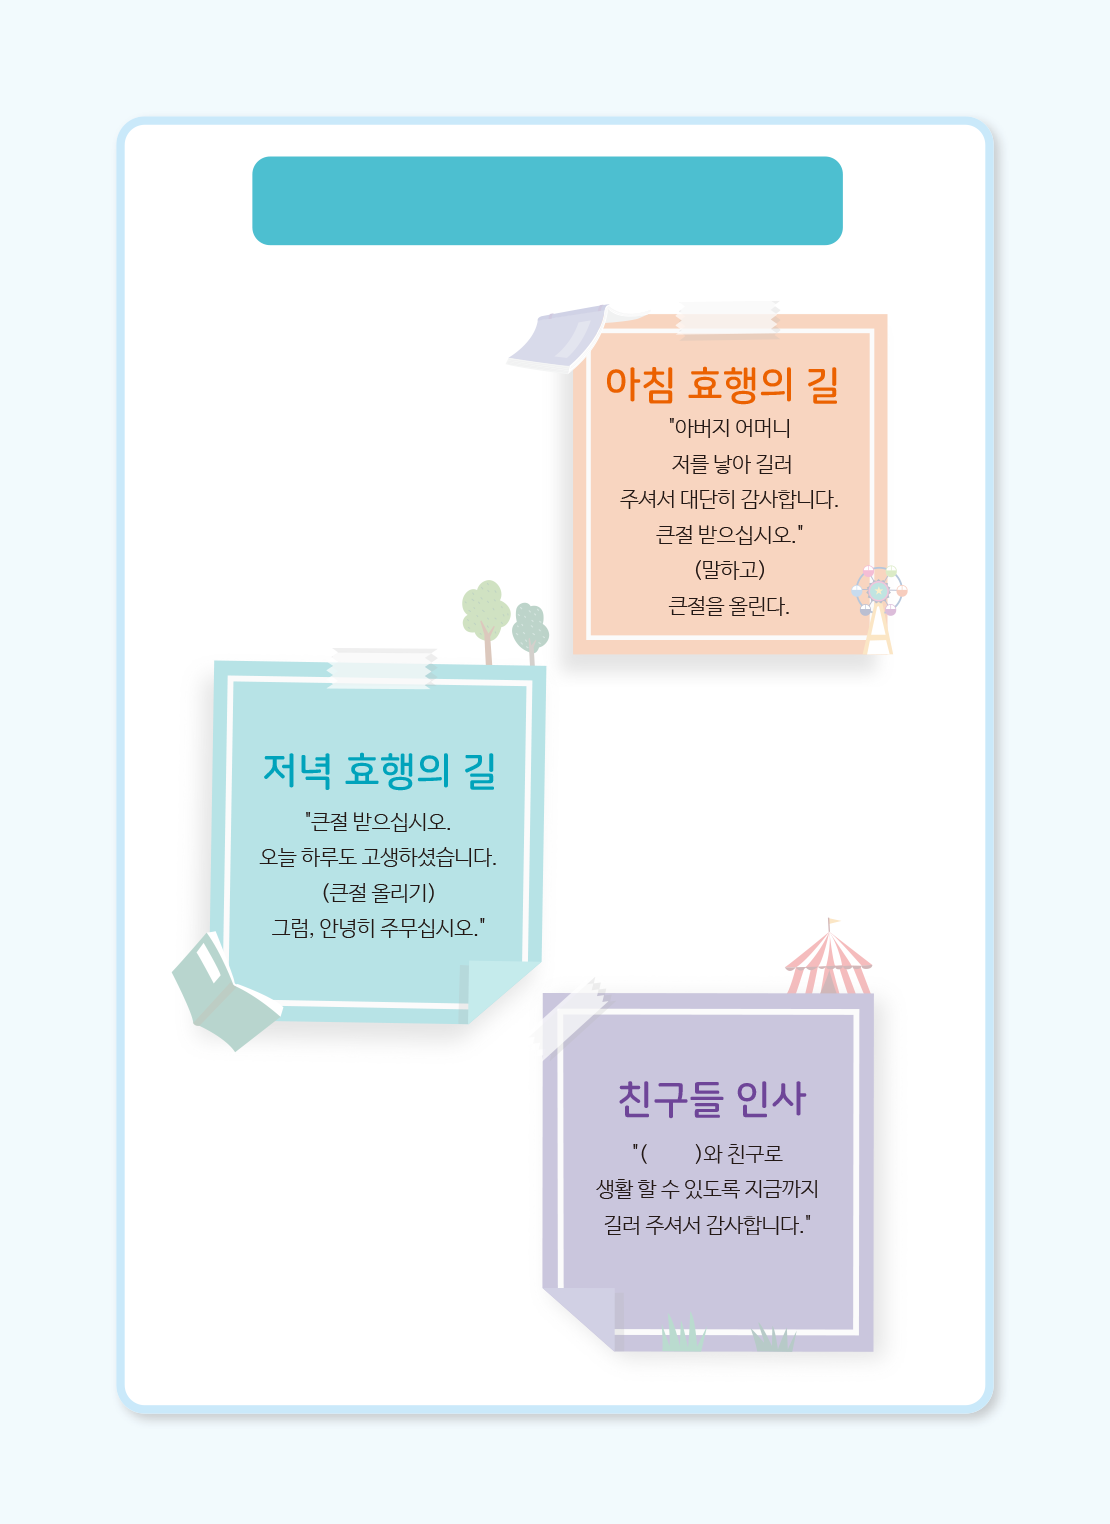 아침 효행의 길
"아버지 어머니
저를 낳아 길러
주셔서 대단히 감사합니다.
큰절 받으십시오."
(말하고)
큰절을 올린다.
저녁 효행의 길
"큰절 받으십시오.
오늘 하루도 고생하셨습니다.
(큰절 올리기)
그럼, 안녕히 주무십시오."
친구들 인사
"( )와 친구로
생활 할 수 있도록 지금까지
길러 주셔서 감사합니다."